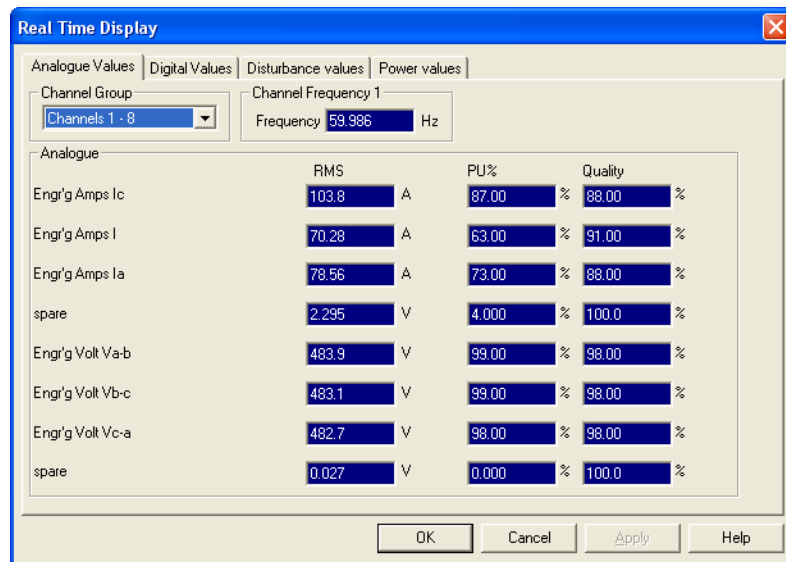 Real Time Display
Analogue Values Digital Values Disturbance values Power values
Channel Group Channel Frequency 1
Channels 1 - 8 Frequency 59.986 Hz
Analogue
RMS PU% Quality
Engr'g Amps Ic 103.8 A 87.00 % 88.00 %
Engr'g Amps I 70.28 A 63.00 % 91.00 %
Engr'g Amps Ia 78.56 A 73.00 % 88.00 %
spare 2.295 V 4.000 % 100.0 %
Engr'g Volt Va-b 483.9 V 99.00 % 98.00 %
Engr'g Volt Vb-c 483.1 V 99.00 % 98.00 %
Engr'g Volt Vc-a 482.7 V 98.00 % 98.00 %
spare 0.027 V 0.000 % 100.0 %
OK Cancel Apply Help